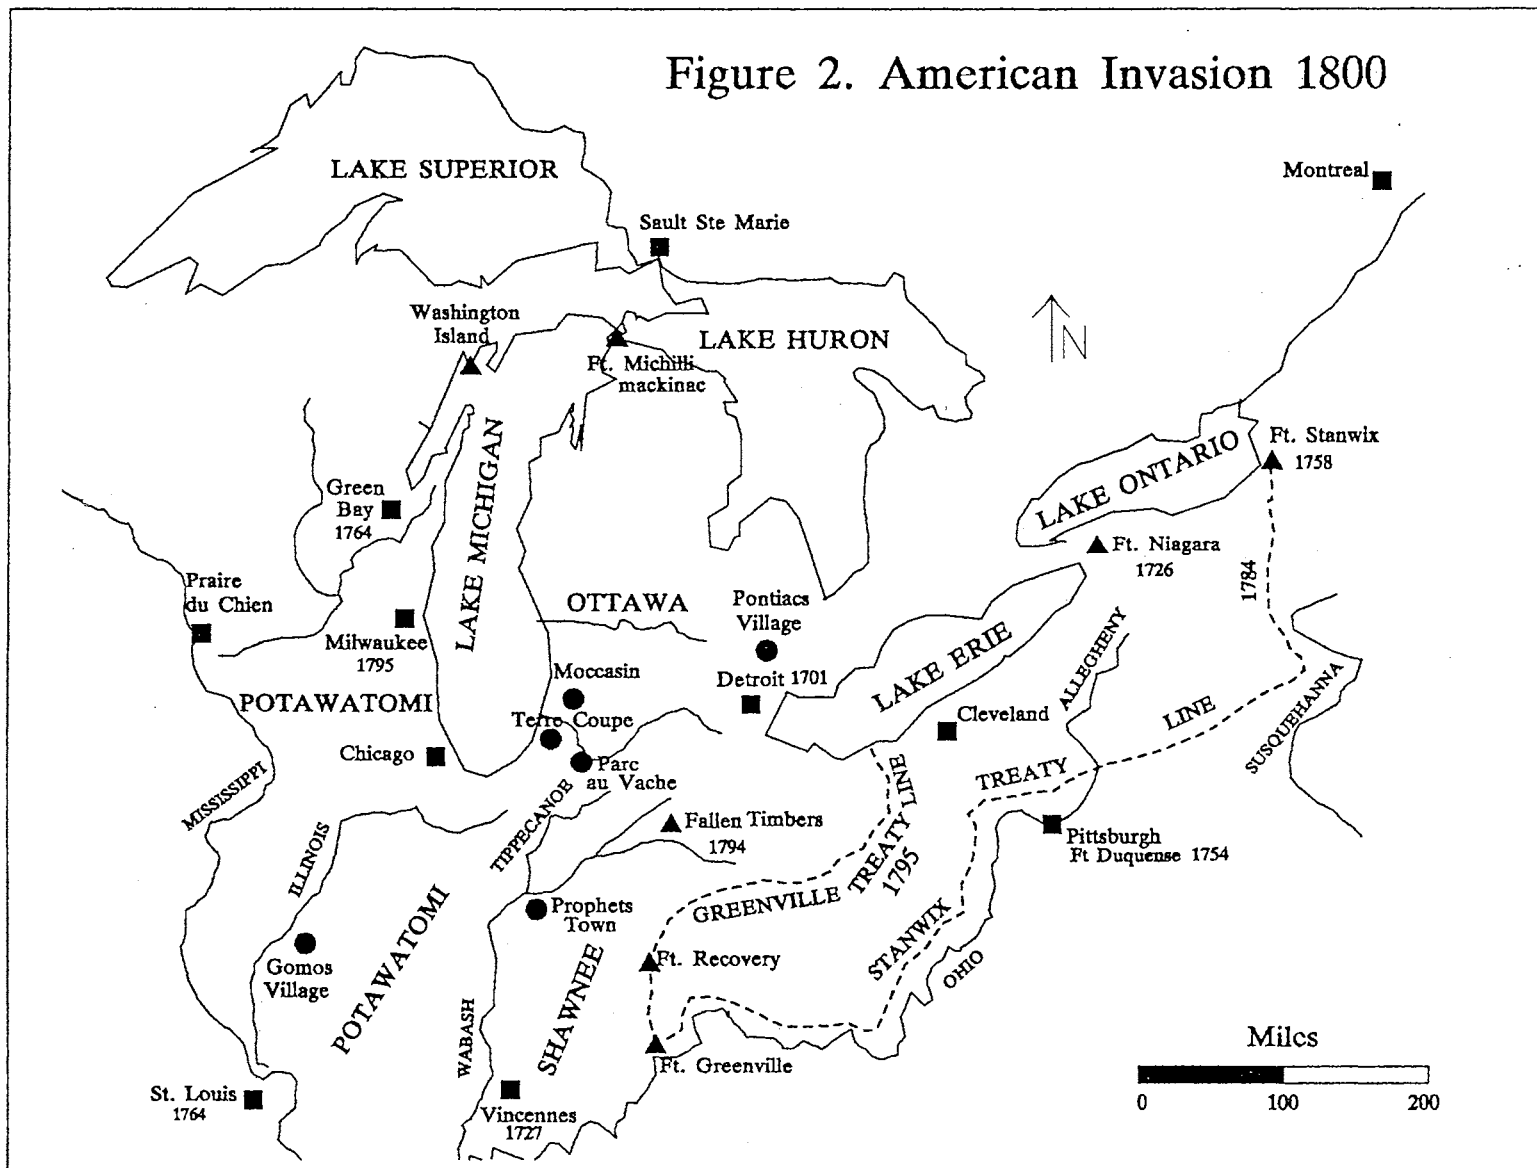 Figure 2. American Invasion 1800
LAKE SUPERIOR
Montreal
Sault Ste Marie
Washington
Island
LAKE HURON
N
Ft. Michilli
mackinac
LAKE MICHIGAN
LAKE ONTARIO
Ft. Stanwix
1758
Green
Bay
1764
Ft. Niagara
1726
1784
Praire
du Chien
OTTAWA
Pontiacs
Village
Milwaukee
1795
LAKE ERIE
ALLEGHENY
Moccasin
Detroit 1701
POTAWATOMI
Terre Coupe
Cleveland
LINE
SUSQUEHANNA
Chicago
Parc
au Vache
TREATY
MISSISSIPPI
TIPPECANOE
LINE
Fallen Timbers
1794
Pittsburgh
Ft Duquense 1754
ILLINOIS
TREATY
1795
GREENVILLE
Prophets
Town
STANWIX
POTAWATOMI
Gomos
Village
Ft. Recovery
OHIO
SHAWNEE
WABASH
Ft. Greenville
Miles
0 100 200
St. Louis
1764
Vincennes
1727